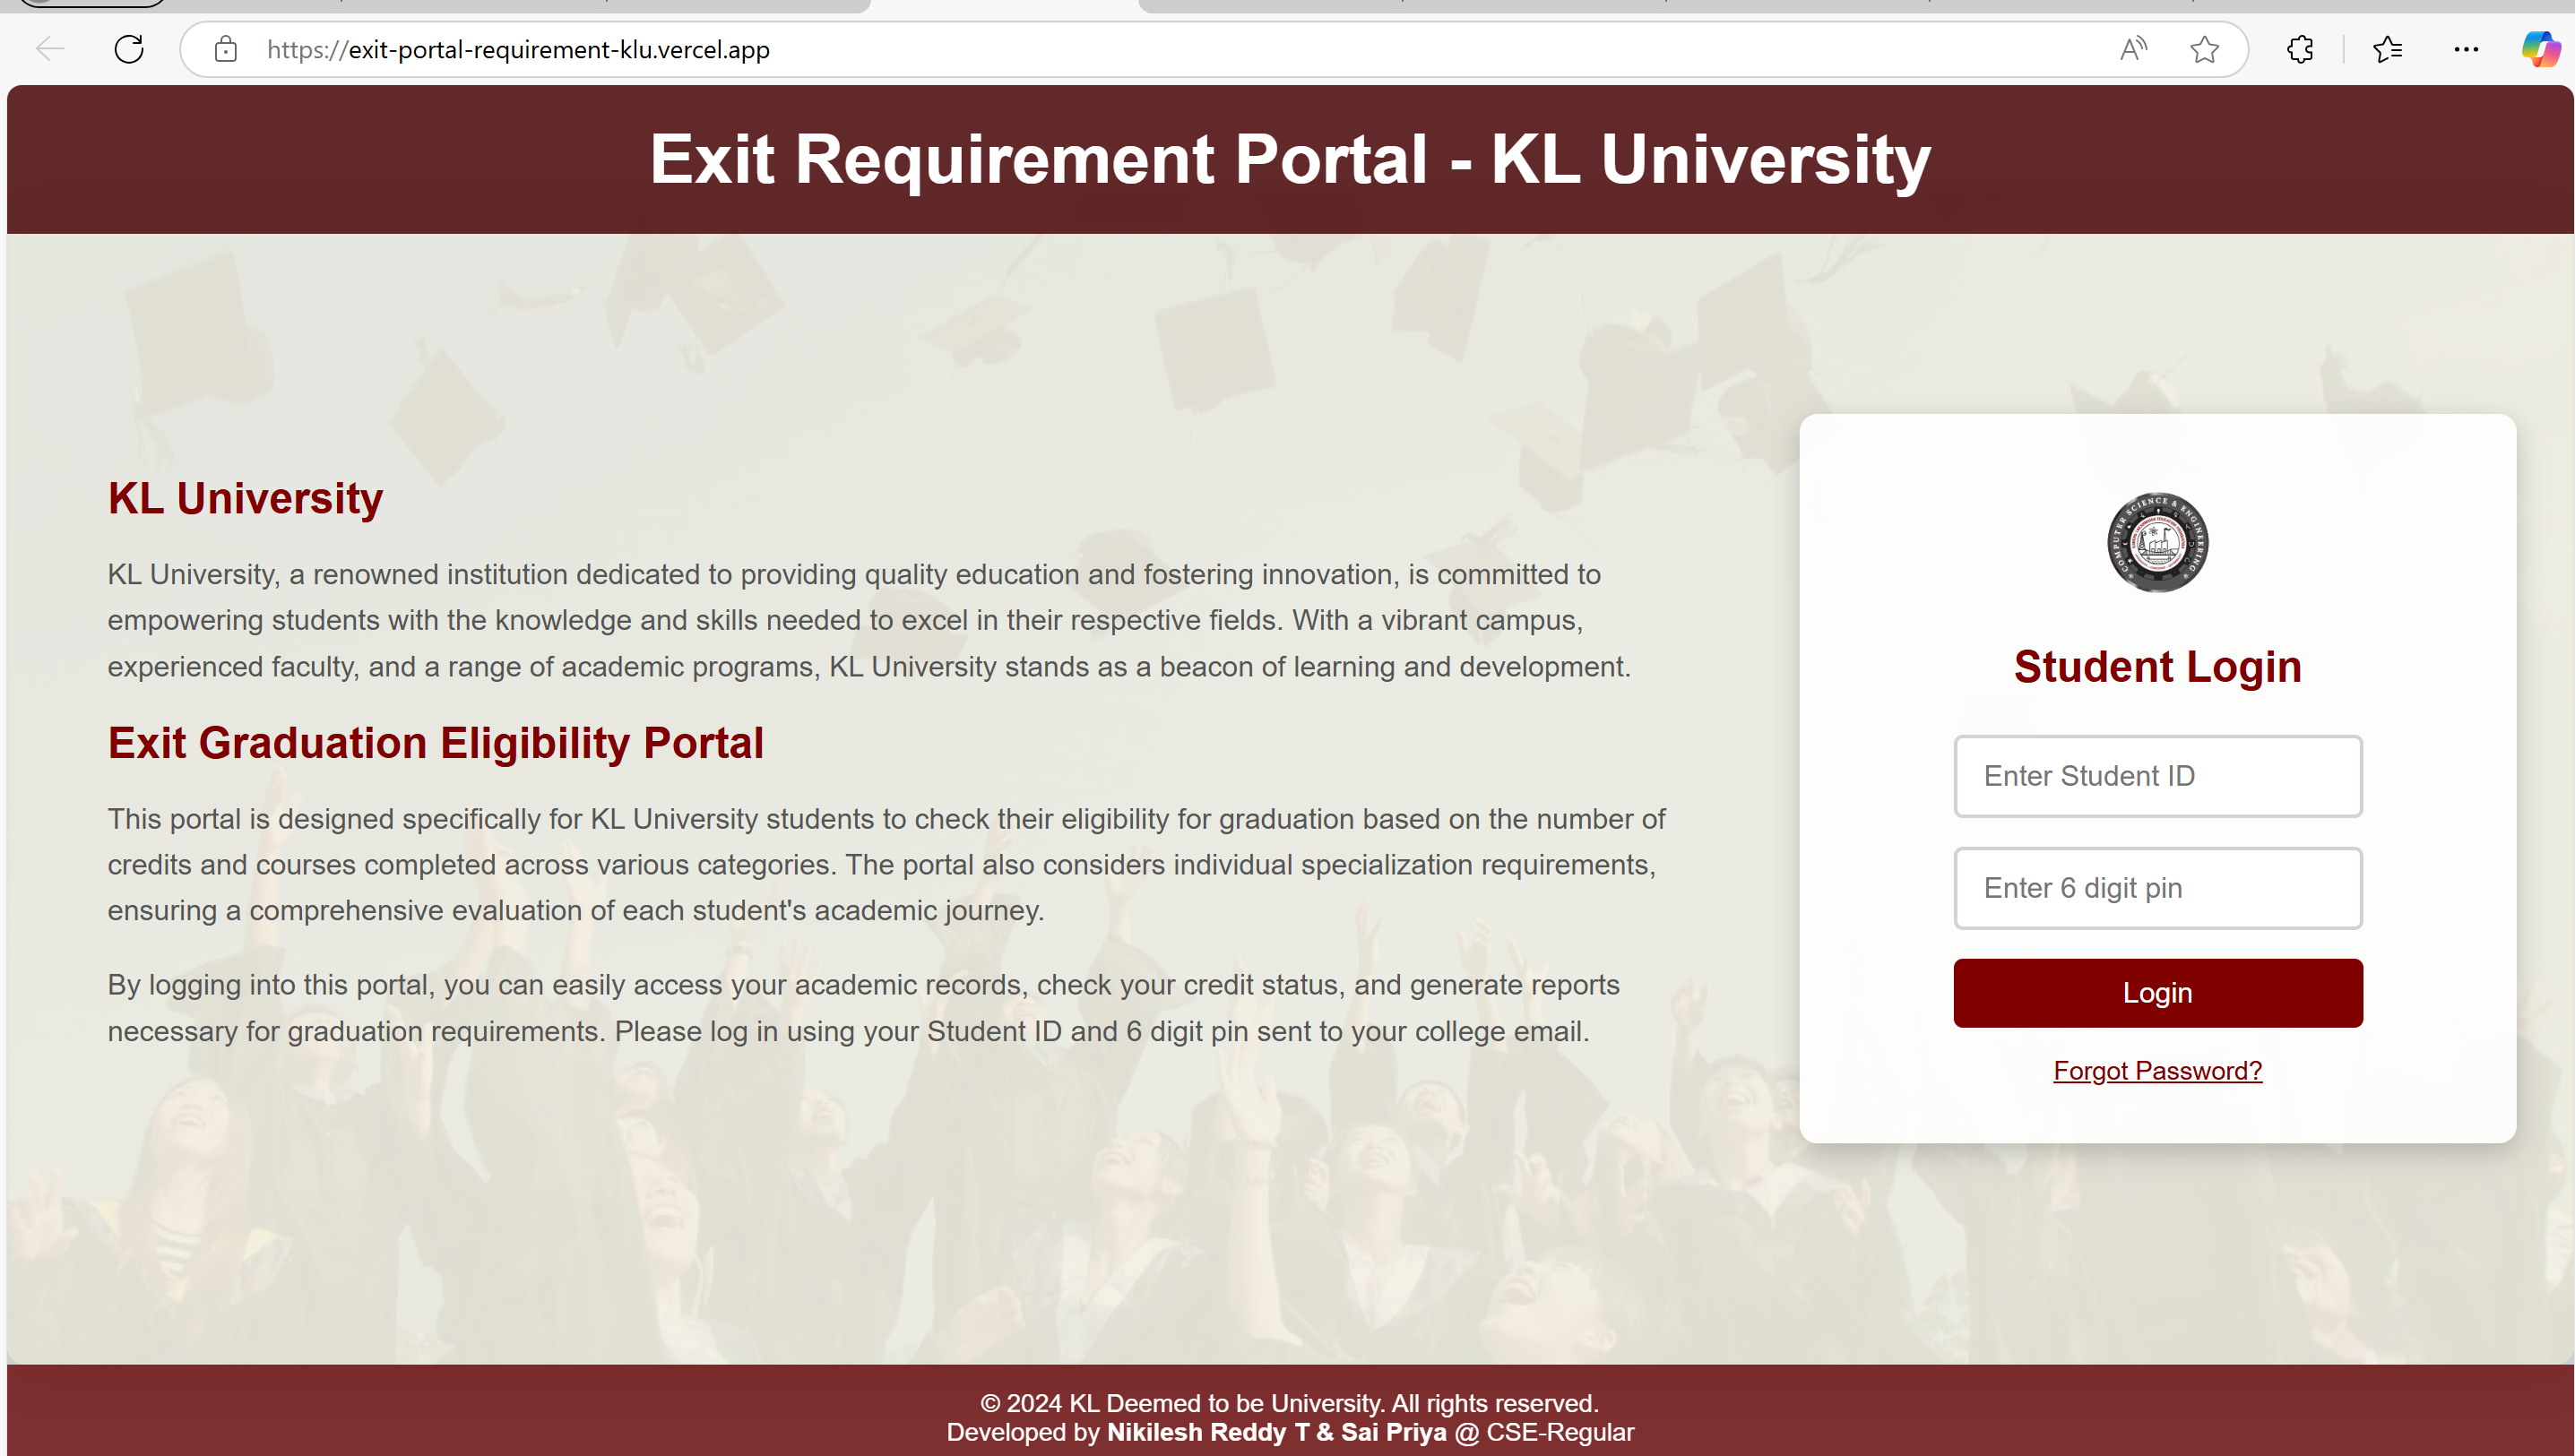 https://exit-portal-requirement-klu.vercel.app
Exit Requirement Portal - KL University
KL University
KL University, a renowned institution dedicated to providing quality education and fostering innovation, is committed to
empowering students with the knowledge and skills needed to excel in their respective fields. With a vibrant campus,
experienced faculty, and a range of academic programs, KL University stands as a beacon of learning and development.
Exit Graduation Eligibility Portal
This portal is designed specifically for KL University students to check their eligibility for graduation based on the number of
credits and courses completed across various categories. The portal also considers individual specialization requirements,
ensuring a comprehensive evaluation of each student's academic journey.
By logging into this portal, you can easily access your academic records, check your credit status, and generate reports
necessary for graduation requirements. Please log in using your Student ID and 6 digit pin sent to your college email.
COMPUTER SCIENCE & ENGINEERING
Student Login
Enter Student ID
Enter 6 digit pin
Login
Forgot Password?
© 2024 KL Deemed to be University. All rights reserved.
Developed by Nikilesh Reddy T & Sai Priya @ CSE-Regular